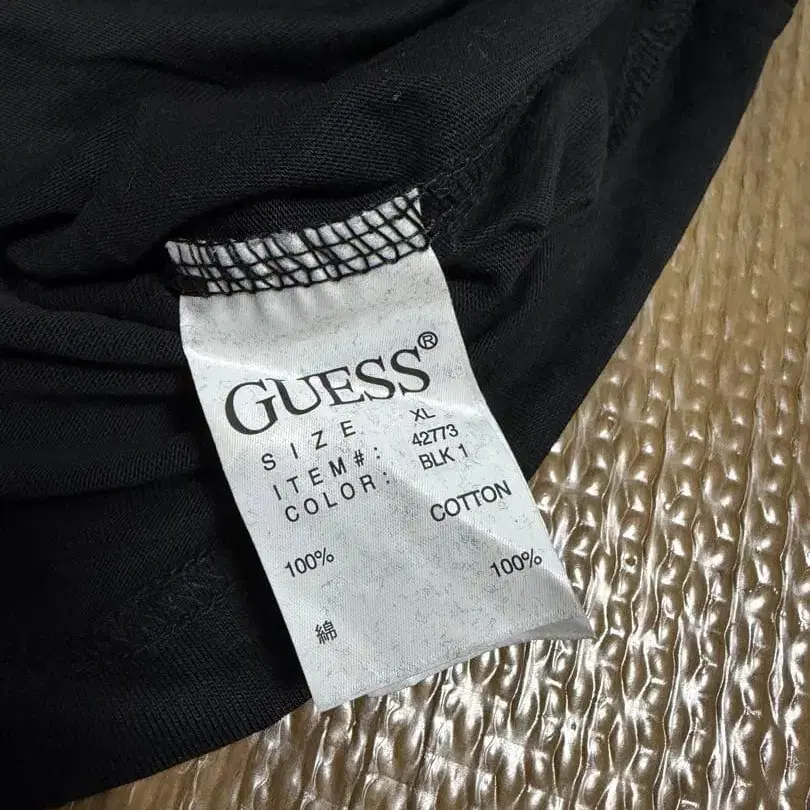 GUESS®
SIZE XL
ITEM#: 42773
COLOR: BLK 1
COTTON
100% 100%
綿